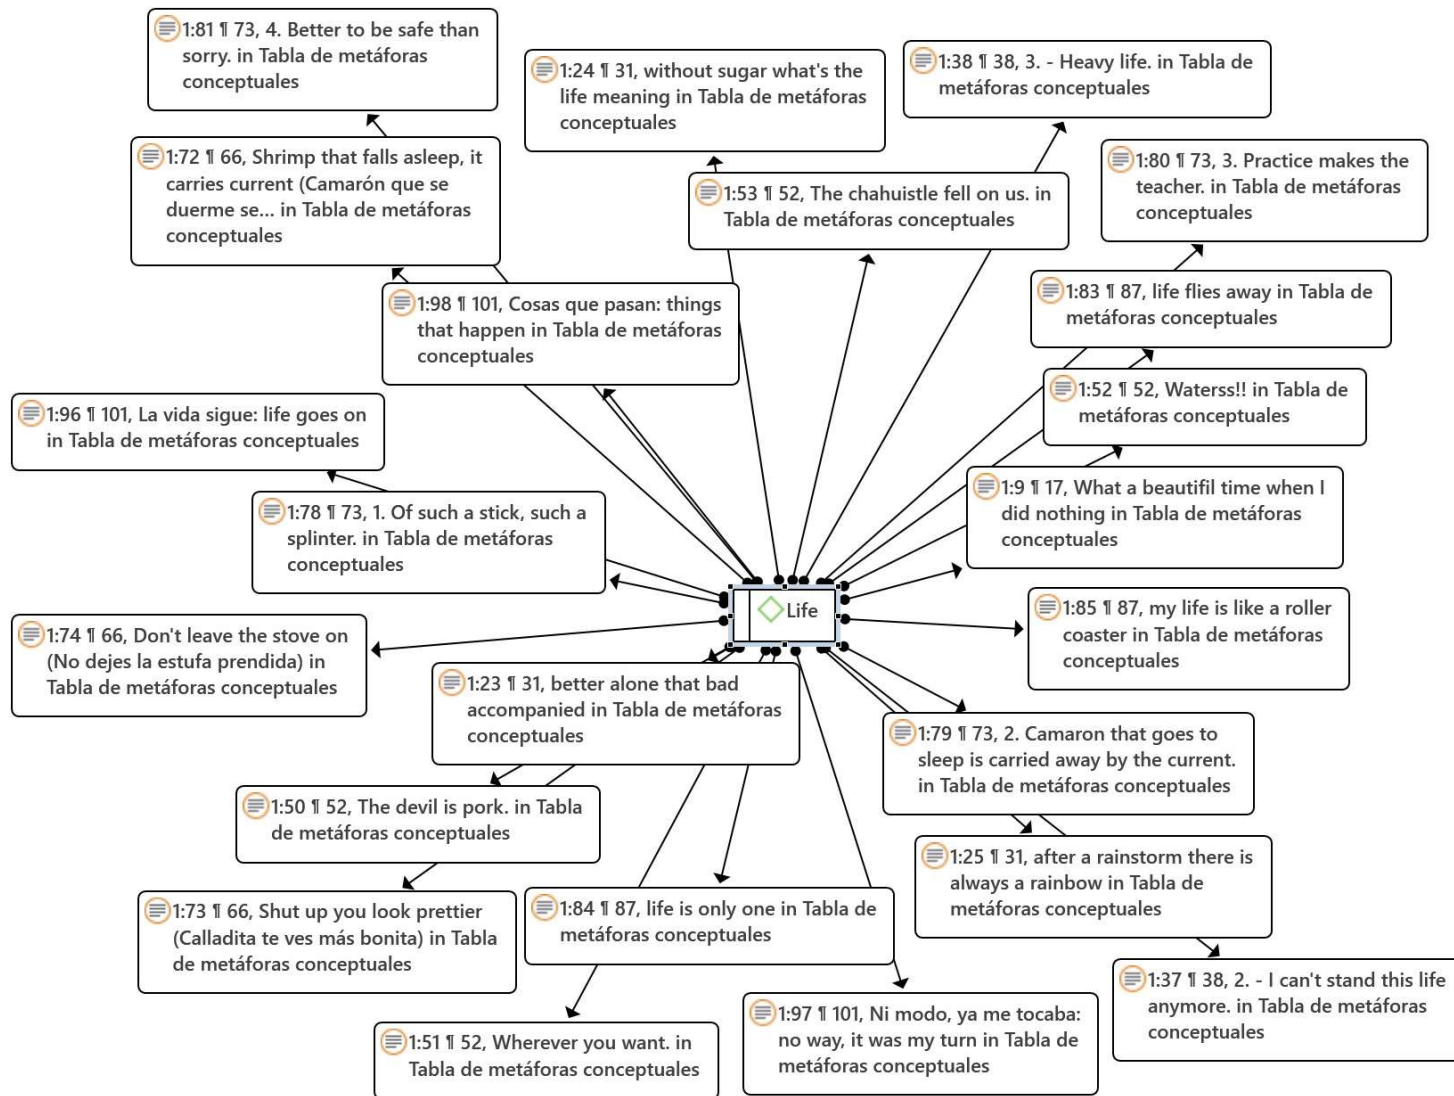 1:81 ¶ 73, 4. Better to be safe than
sorry. in Tabla de metáforas
conceptuales
1:24 ¶ 31, without sugar what's the
life meaning in Tabla de metáforas
conceptuales
1:38 ¶ 38, 3. - Heavy life. in Tabla de
metáforas conceptuales
1:72 ¶ 66, Shrimp that falls asleep, it
carries current (Camarón que se
duerme se... in Tabla de metáforas
conceptuales
1:53 ¶ 52, The chahuistle fell on us. in
Tabla de metáforas conceptuales
1:80 ¶ 73, 3. Practice makes the
teacher. in Tabla de metáforas
conceptuales
1:98 ¶ 101, Cosas que pasan: things
that happen in Tabla de metáforas
conceptuales
1:83 ¶ 87, life flies away in Tabla de
metáforas conceptuales
1:96 ¶ 101, La vida sigue: life goes on
in Tabla de metáforas conceptuales
1:52 ¶ 52, Waterss!! in Tabla de
metáforas conceptuales
1:78 ¶ 73, 1. Of such a stick, such a
splinter. in Tabla de metáforas
conceptuales
1:9 ¶ 17, What a beautifil time when I
did nothing in Tabla de metáforas
conceptuales
Life
1:74 ¶ 66, Don't leave the stove on
(No dejes la estufa prendida) in
Tabla de metáforas conceptuales
1:85 ¶ 87, my life is like a roller
coaster in Tabla de metáforas
conceptuales
1:23 ¶ 31, better alone that bad
accompanied in Tabla de metáforas
conceptuales
1:79 ¶ 73, 2. Camaron that goes to
sleep is carried away by the current.
in Tabla de metáforas conceptuales
1:50 ¶ 52, The devil is pork. in Tabla
de metáforas conceptuales
1:25 ¶ 31, after a rainstorm there is
always a rainbow in Tabla de
metáforas conceptuales
1:73 ¶ 66, Shut up you look prettier
(Calladita te ves más bonita) in Tabla
de metáforas conceptuales
1:84 ¶ 87, life is only one in Tabla de
metáforas conceptuales
1:37 ¶ 38, 2. - I can't stand this life
anymore. in Tabla de metáforas
conceptuales
1:51 ¶ 52, Wherever you want. in
Tabla de metáforas conceptuales
1:97 ¶ 101, Ni modo, ya me tocaba:
no way, it was my turn in Tabla de
metáforas conceptuales